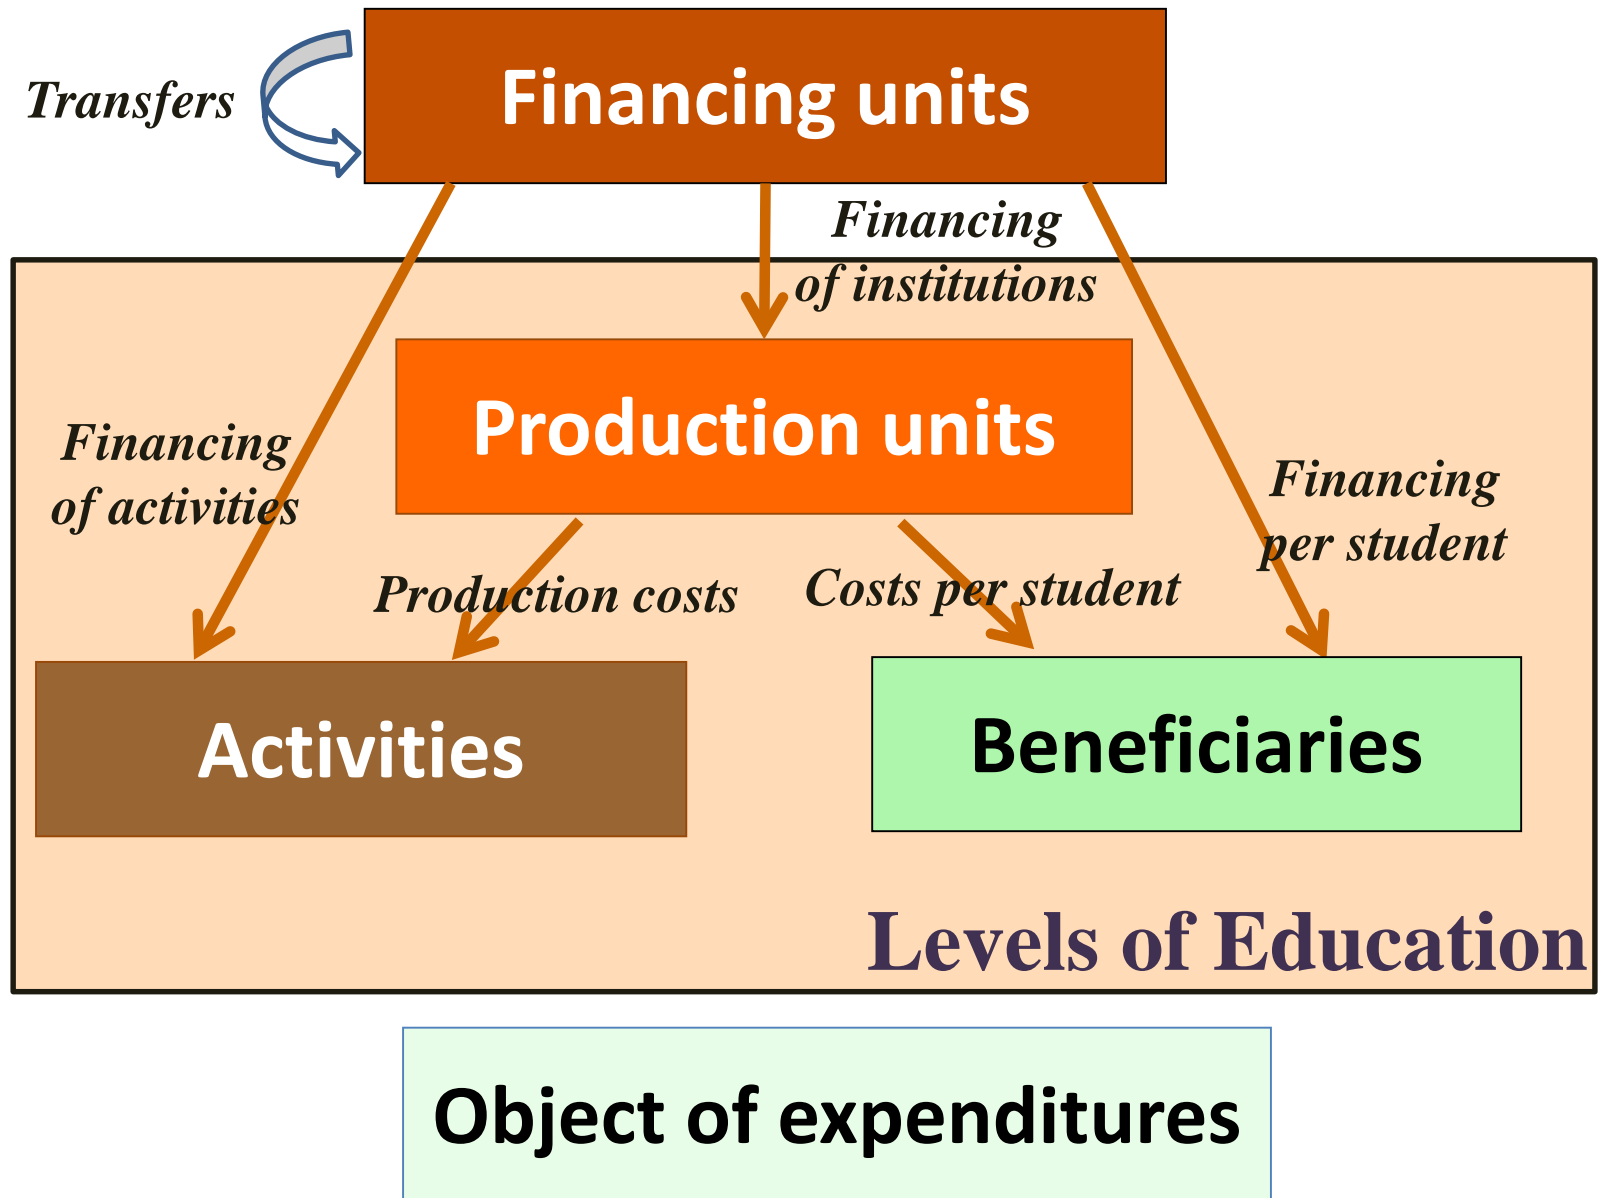 Transfers
Financing units
Financing
of institutions
Production units
Financing
of activities
Financing
per student
Production costs
Costs per student
Activities
Beneficiaries
Levels of Education
Object of expenditures